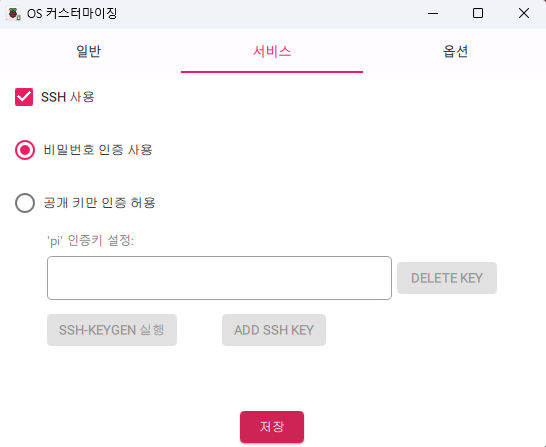 OS 커스터마이징
일반 서비스 옵션
SSH 사용
비밀번호 인증 사용
공개 키만 인증 허용
'pi' 인증키 설정:
DELETE KEY
SSH-KEYGEN 실행 ADD SSH KEY
저장